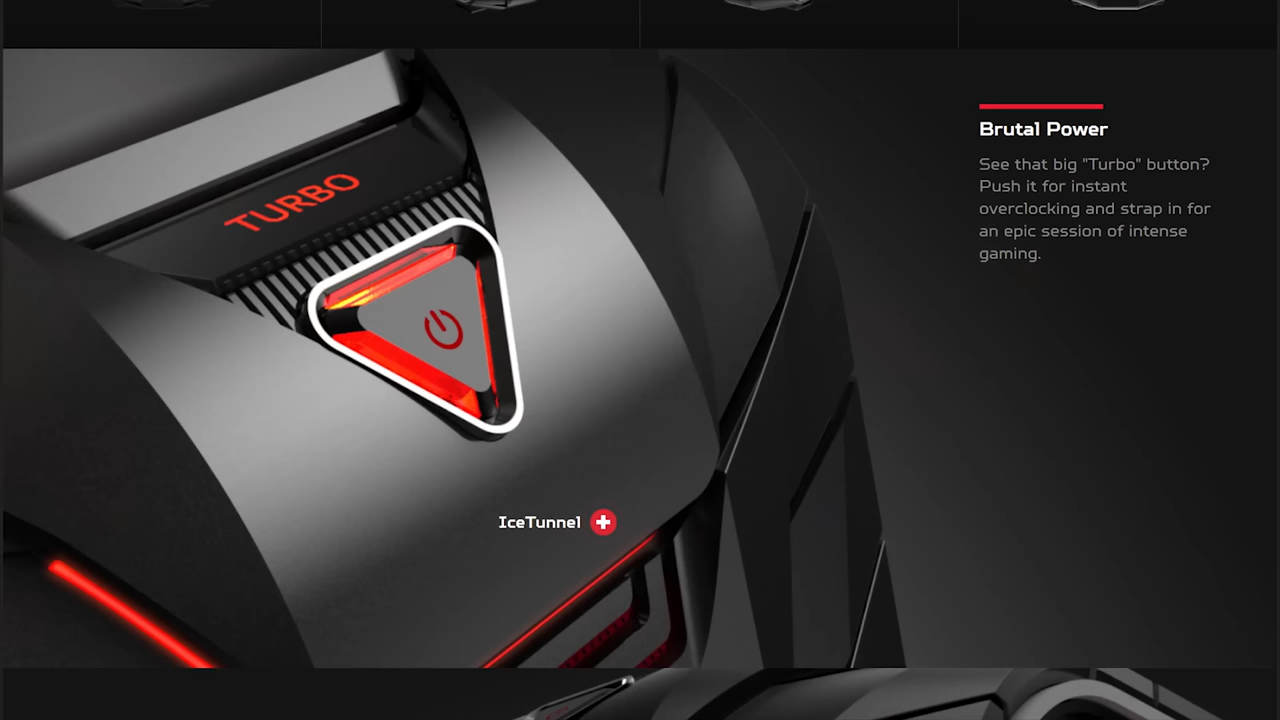 Brutal Power
See that big "Turbo" button?
Push it for instant
overclocking and strap in for
an epic session of intense
gaming.
TURBO
IceTunnel